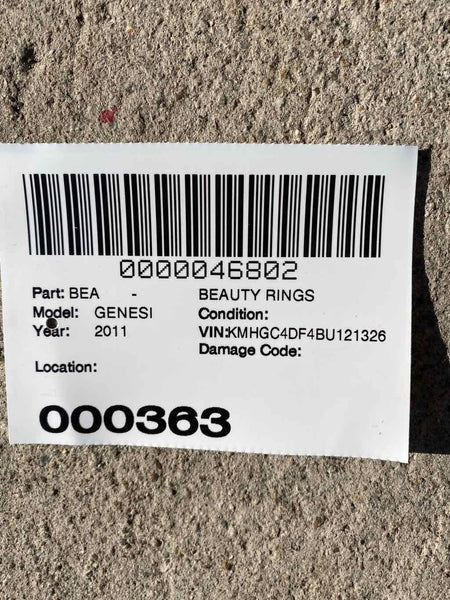 0000046802
Part: BEA - BEAUTY RINGS
Model: GENESI Condition:
Year: 2011 VIN:KMHGC4DF4BU121326
Damage Code:
Location:
000363